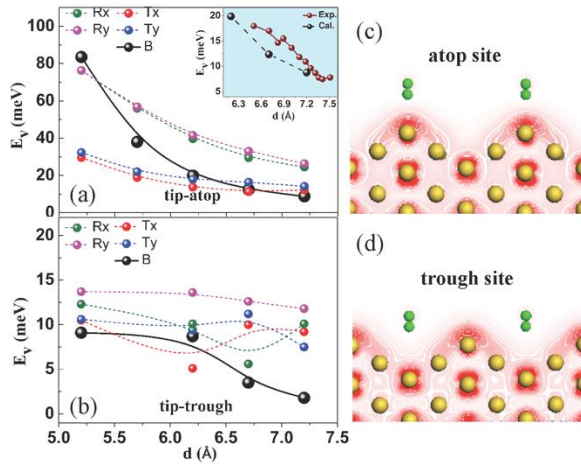 Rx Tx
Ry Ty
B
E_v (meV)
100
80
60
40
20
0
(a)
tip-atop
E_v (meV)
20
15
10
5
0
Exp.
Cal.
6.3 6.6 6.9 7.2 7.5
d (Å)
Rx Tx
Ry Ty
B
E_v (meV)
20
15
10
5
0
(b)
tip-trough
5.0 5.5 6.0 6.5 7.0 7.5
d (Å)
(c)
atop site
(d)
trough site